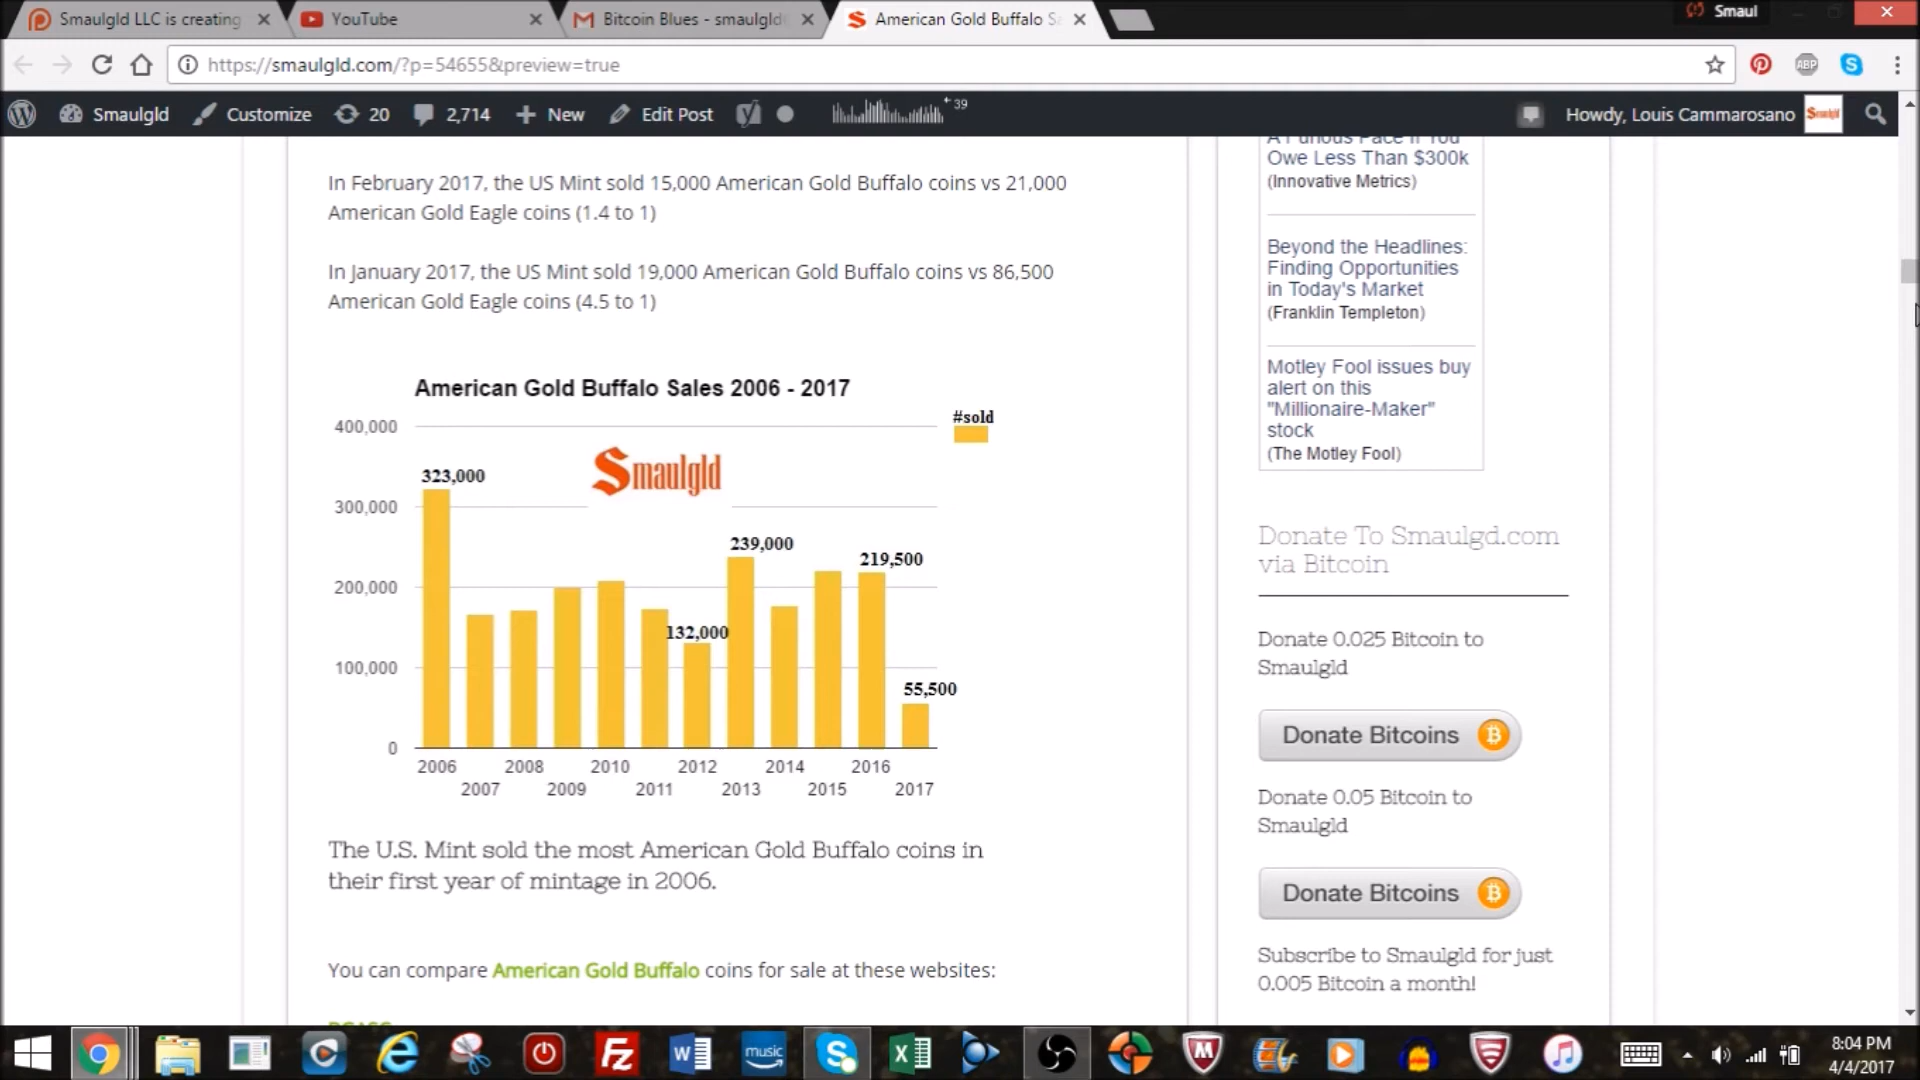 Smaulgld LLC is creating
YouTube
Bitcoin Blues - smaulgld
American Gold Buffalo S
Smaul
https://smaulgld.com/?p=54655&preview=true
Smaulgld
Customize
20
2,714
New
Edit Post
39
Howdy, Louis Cammarosano
Smaulgld
In February 2017, the US Mint sold 15,000 American Gold Buffalo coins vs 21,000
American Gold Eagle coins (1.4 to 1)
In January 2017, the US Mint sold 19,000 American Gold Buffalo coins vs 86,500
American Gold Eagle coins (4.5 to 1)
American Gold Buffalo Sales 2006 - 2017
#sold
400,000
300,000
200,000
100,000
0
Smaulgld
323,000
239,000
219,500
132,000
55,500
2006 2008 2010 2012 2014 2016
2007 2009 2011 2013 2015 2017
The U.S. Mint sold the most American Gold Buffalo coins in
their first year of mintage in 2006.
You can compare American Gold Buffalo coins for sale at these websites:
A Furious Pace If You
Owe Less Than $300k
(Innovative Metrics)
Beyond the Headlines:
Finding Opportunities
in Today's Market
(Franklin Templeton)
Motley Fool issues buy
alert on this
"Millionaire-Maker"
stock
(The Motley Fool)
Donate To Smaulgd.com
via Bitcoin
Donate 0.025 Bitcoin to
Smaulgld
Donate Bitcoins
Donate 0.05 Bitcoin to
Smaulgld
Donate Bitcoins
Subscribe to Smaulgld for just
0.005 Bitcoin a month!
music
8:04 PM
4/4/2017